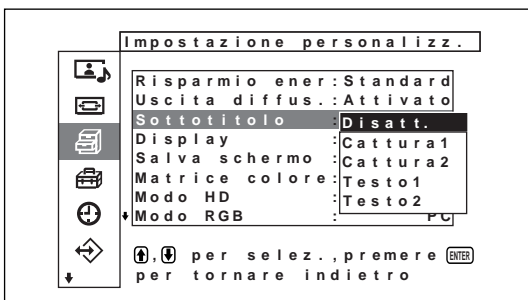 Impostazione personalizz.
Risparmio ener:Standard
Uscita diffus.:Attivato
Sottotitolo :Disatt.
Display :Cattura1
Salva schermo :Cattura2
Matrice colore:Testo1
Modo HD :Testo2
Modo RGB PC
, per selez.,premere ENTER
per tornare indietro